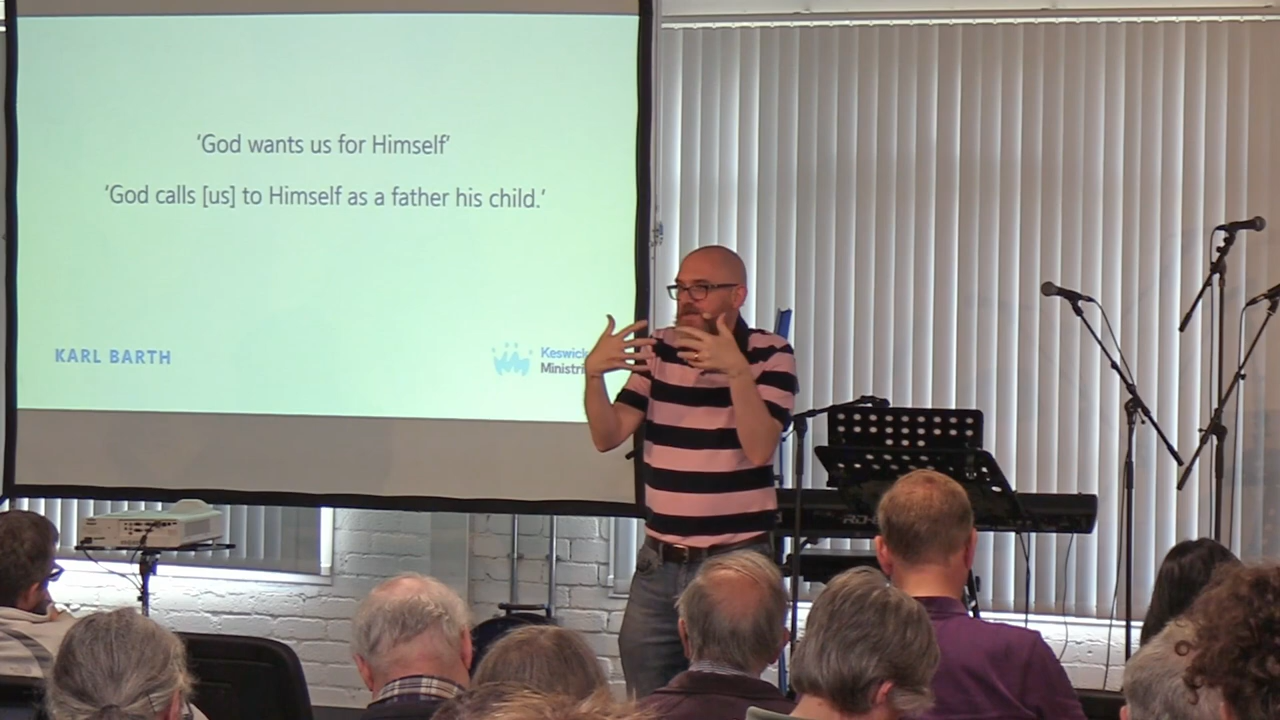 ‘God wants us for Himself’
‘God calls [us] to Himself as a father his child.’
KARL BARTH
Keswick
Ministri